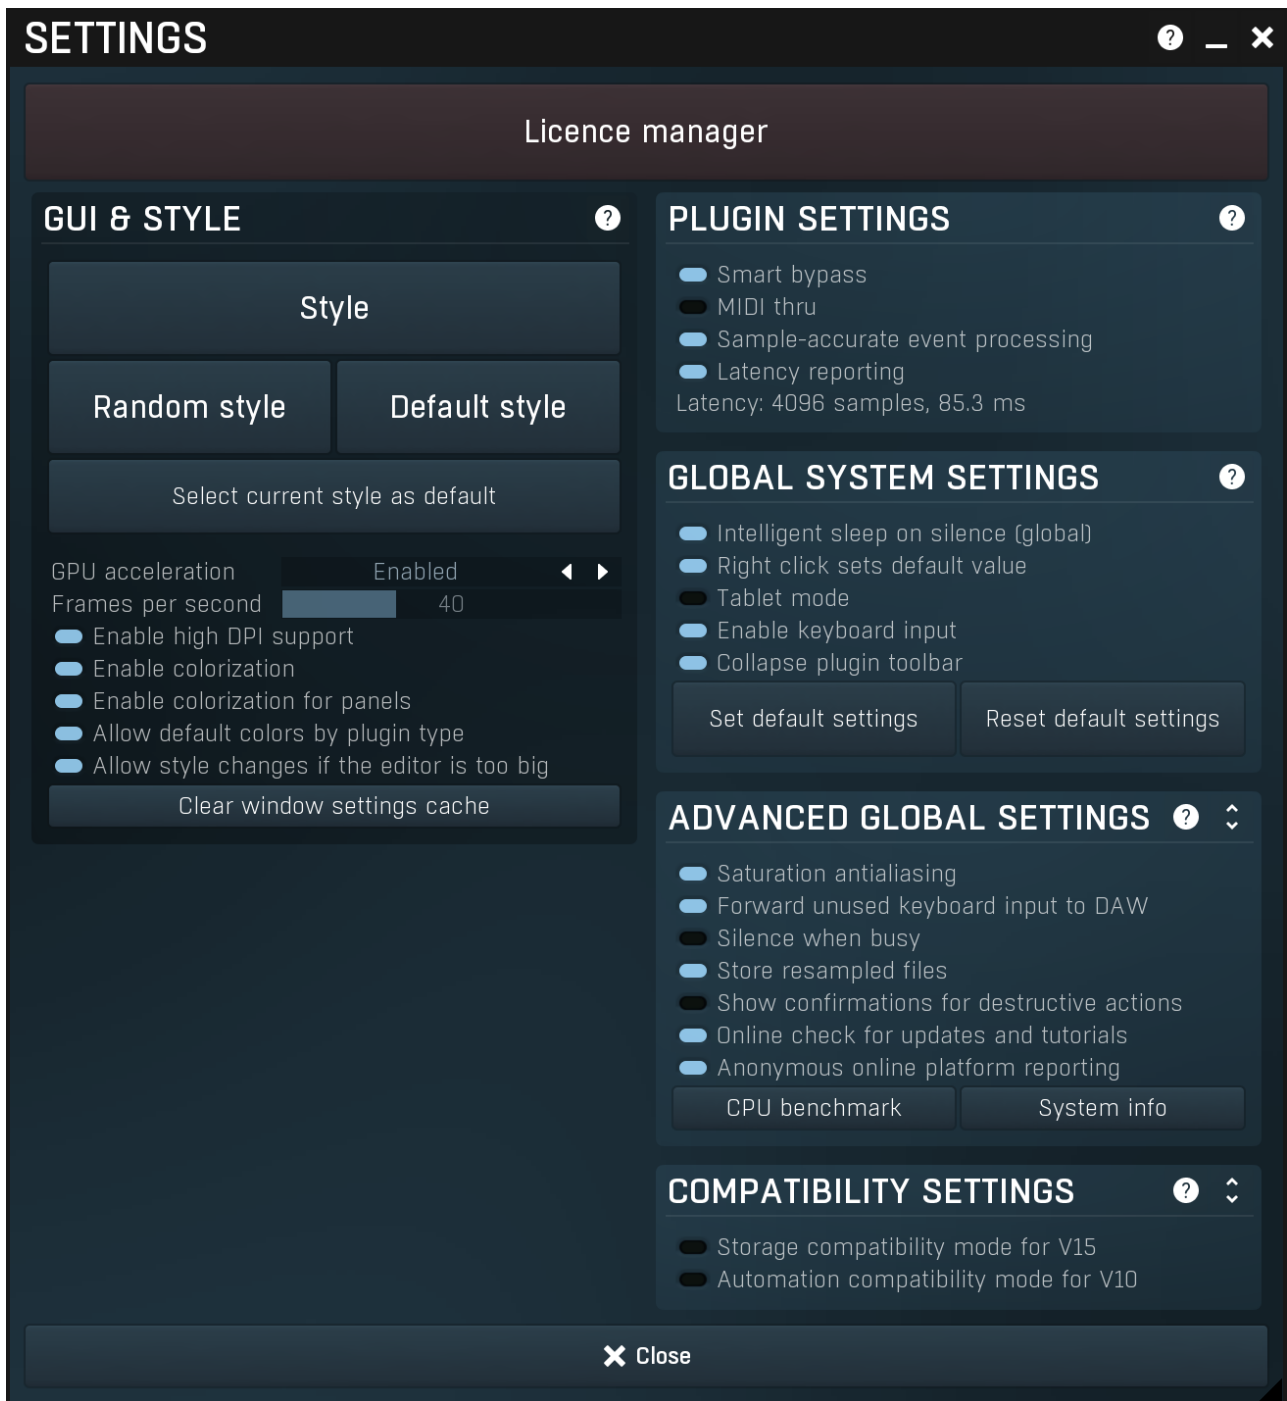 SETTINGS
Licence manager
GUI & STYLE
Style
Random style
Default style
Select current style as default
GPU acceleration Enabled
Frames per second 40
Enable high DPI support
Enable colorization
Enable colorization for panels
Allow default colors by plugin type
Allow style changes if the editor is too big
Clear window settings cache
PLUGIN SETTINGS
Smart bypass
MIDI thru
Sample-accurate event processing
Latency reporting
Latency: 4096 samples, 85.3 ms
GLOBAL SYSTEM SETTINGS
Intelligent sleep on silence (global)
Right click sets default value
Tablet mode
Enable keyboard input
Collapse plugin toolbar
Set default settings
Reset default settings
ADVANCED GLOBAL SETTINGS
Saturation antialiasing
Forward unused keyboard input to DAW
Silence when busy
Store resampled files
Show confirmations for destructive actions
Online check for updates and tutorials
Anonymous online platform reporting
CPU benchmark
System info
COMPATIBILITY SETTINGS
Storage compatibility mode for V15
Automation compatibility mode for V10
Close